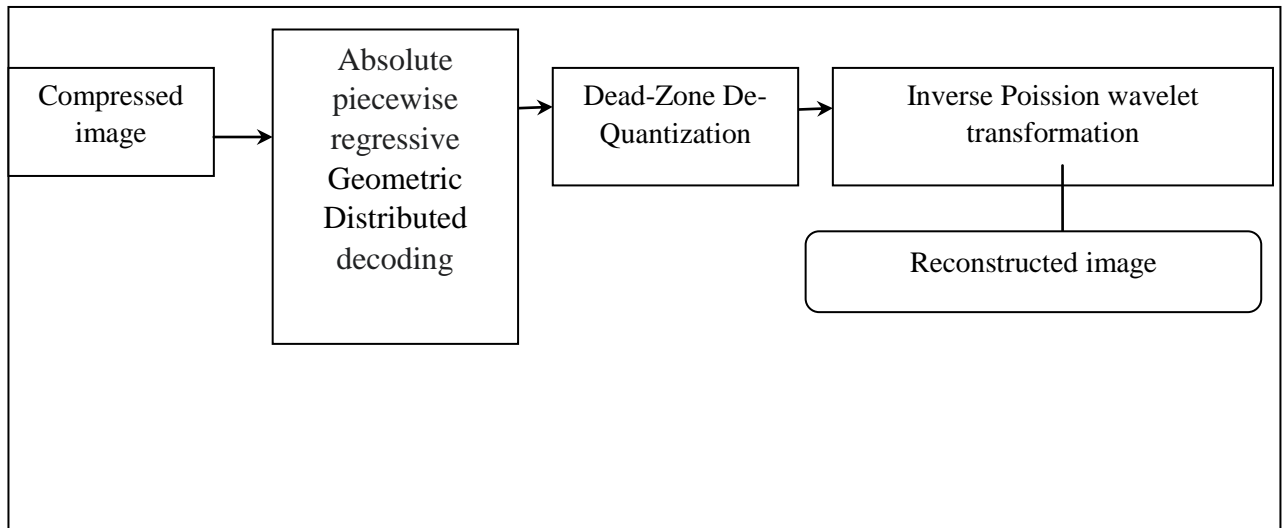 Compressed
image
Absolute
piecewise
regressive
Geometric
Distributed
decoding
Dead-Zone De-
Quantization
Inverse Poission wavelet
transformation
Reconstructed image